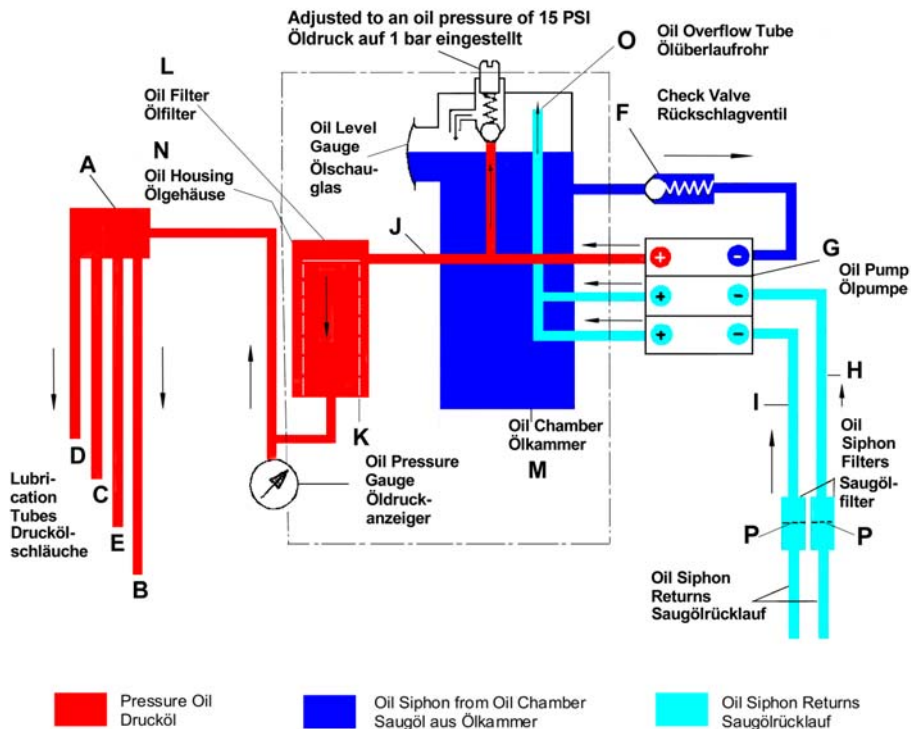 Adjusted to an oil pressure of 15 PSI
Öldruck auf 1 bar eingestellt
O
Oil Overflow Tube
Ölüberlaufrohr
L
Oil Filter
Ölfilter
N
Oil Housing
Ölgehäuse
Oil Level
Gauge
Ölschau-
glas
F
Check Valve
Rückschlagventil
A
J
G
Oil Pump
Ölpumpe
+
-
+
-
+
-
H
I
D
C
E
B
Lubri-
cation
Tubes
Drucköl-
schläuche
K
Oil Pressure
Gauge
Öldruck-
anzeiger
Oil Chamber
Ölkammer
M
Oil
Siphon
Filters
Saugöl-
filter
P
P
Oil Siphon
Returns
Saugölrücklauf
Pressure Oil
Drucköl
Oil Siphon from Oil Chamber
Saugöl aus Ölkammer
Oil Siphon Returns
Saugölrücklauf